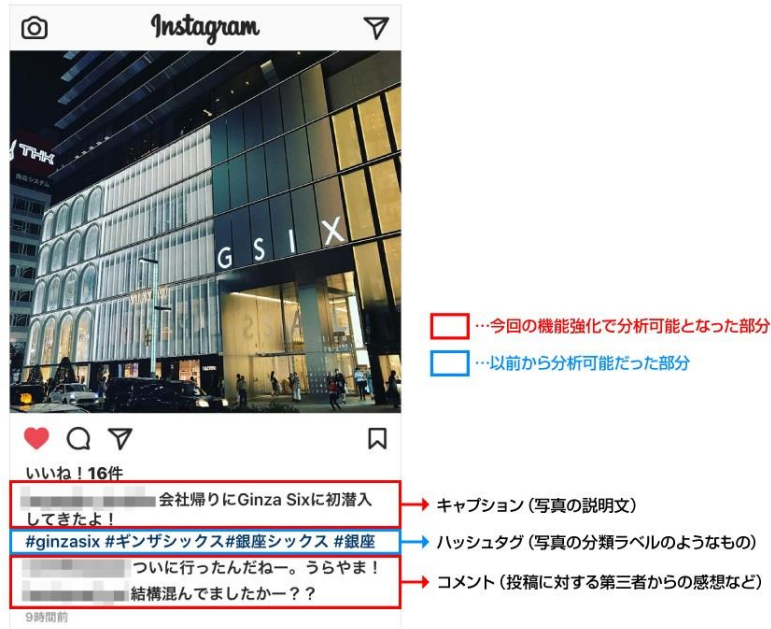 Instagram
THK
GSIX
いいね！16件
会社帰りにGinza Sixに初潜入
してきたよ！
#ginzasix #ギンザシックス#銀座シックス #銀座
ついに行ったんだねー。うらやま！
結構混んでましたかー？？
9時間前
…今回の機能強化で分析可能となった部分
…以前から分析可能だった部分
キャプション（写真の説明文）
ハッシュタグ（写真の分類ラベルのようなもの）
コメント（投稿に対する第三者からの感想など）